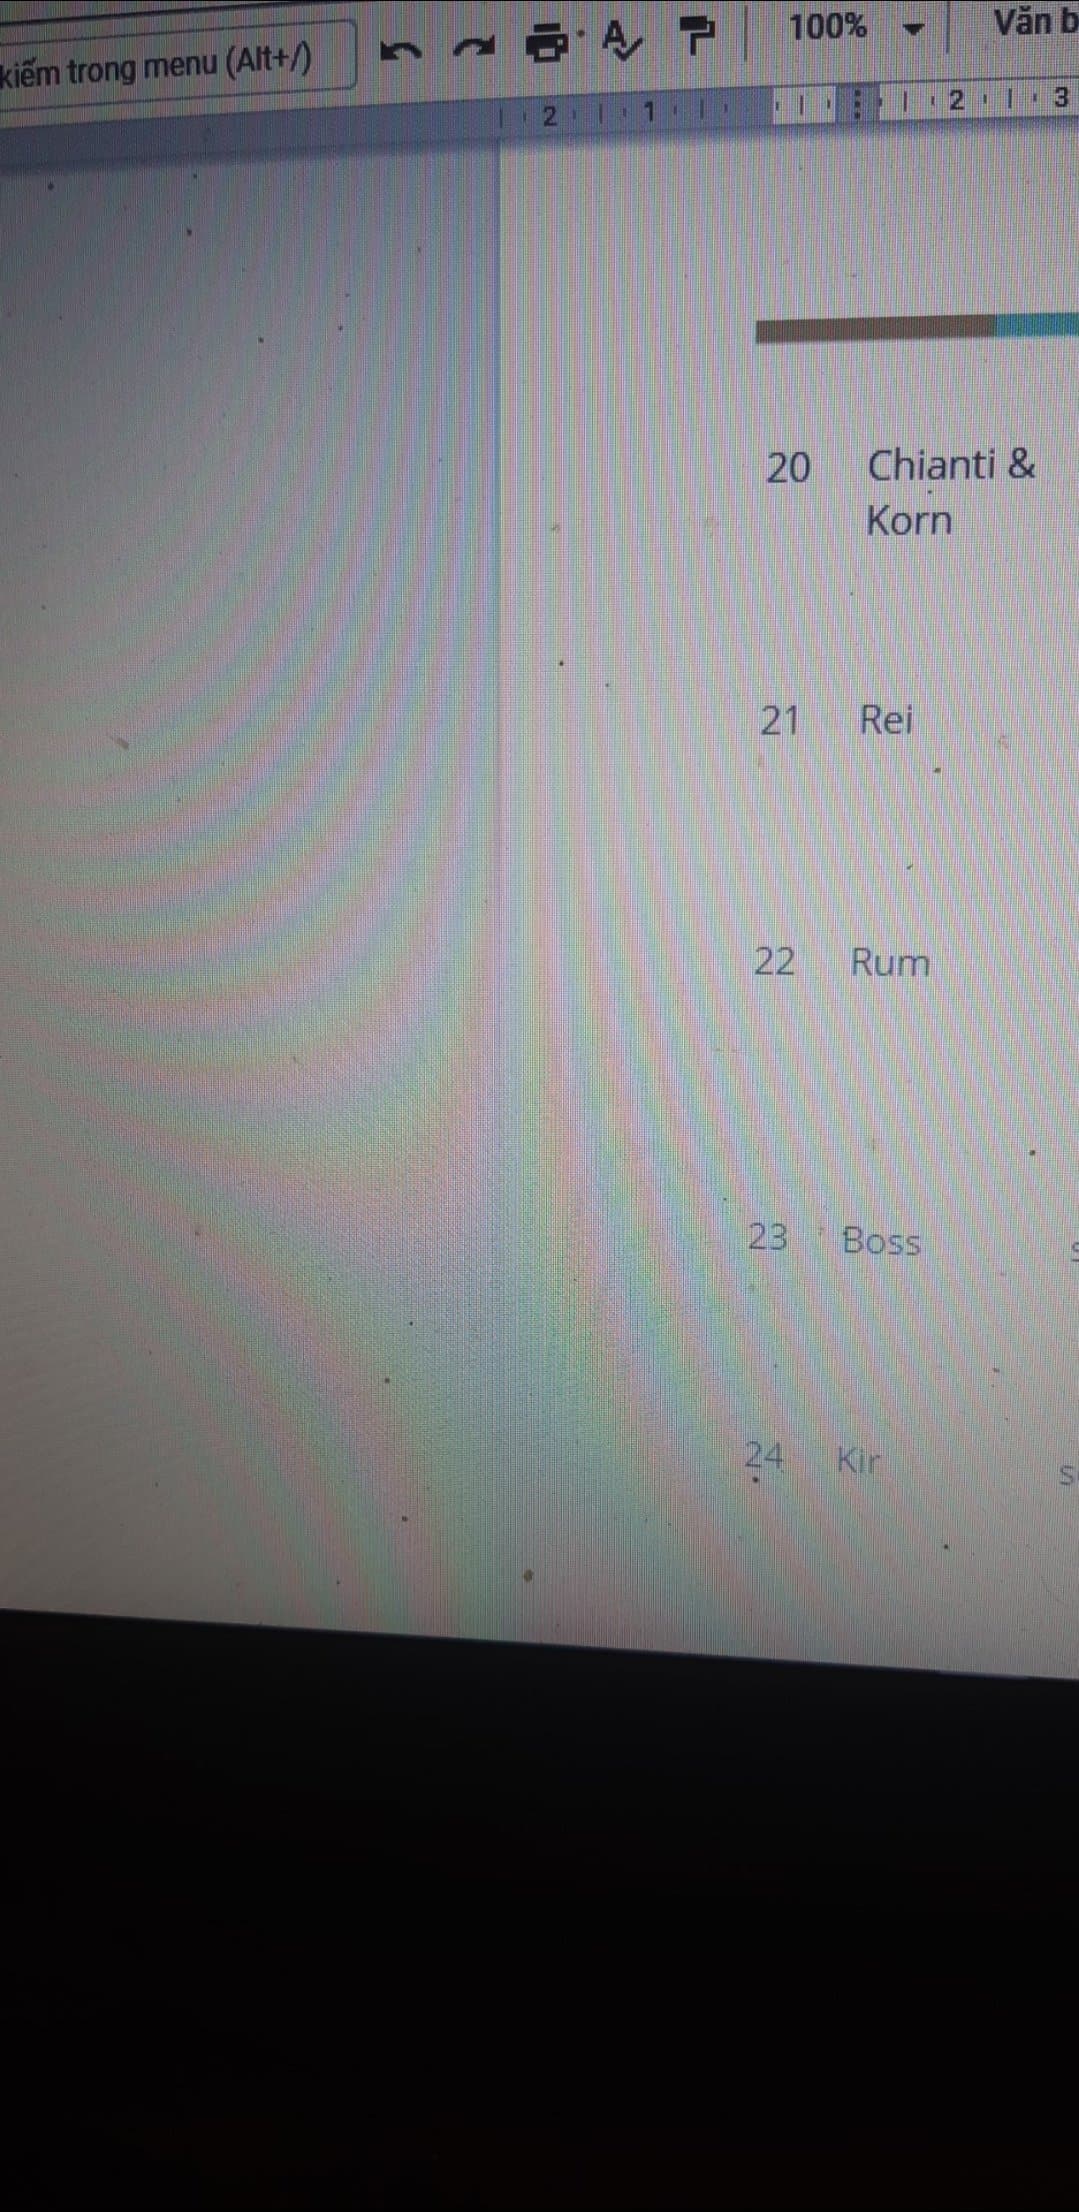 kiếm trong menu (Alt+/) 100% Văn b
2 1 2 3
20 Chianti &
Korn
21 Rei
22 Rum
23 Boss
24 Kir